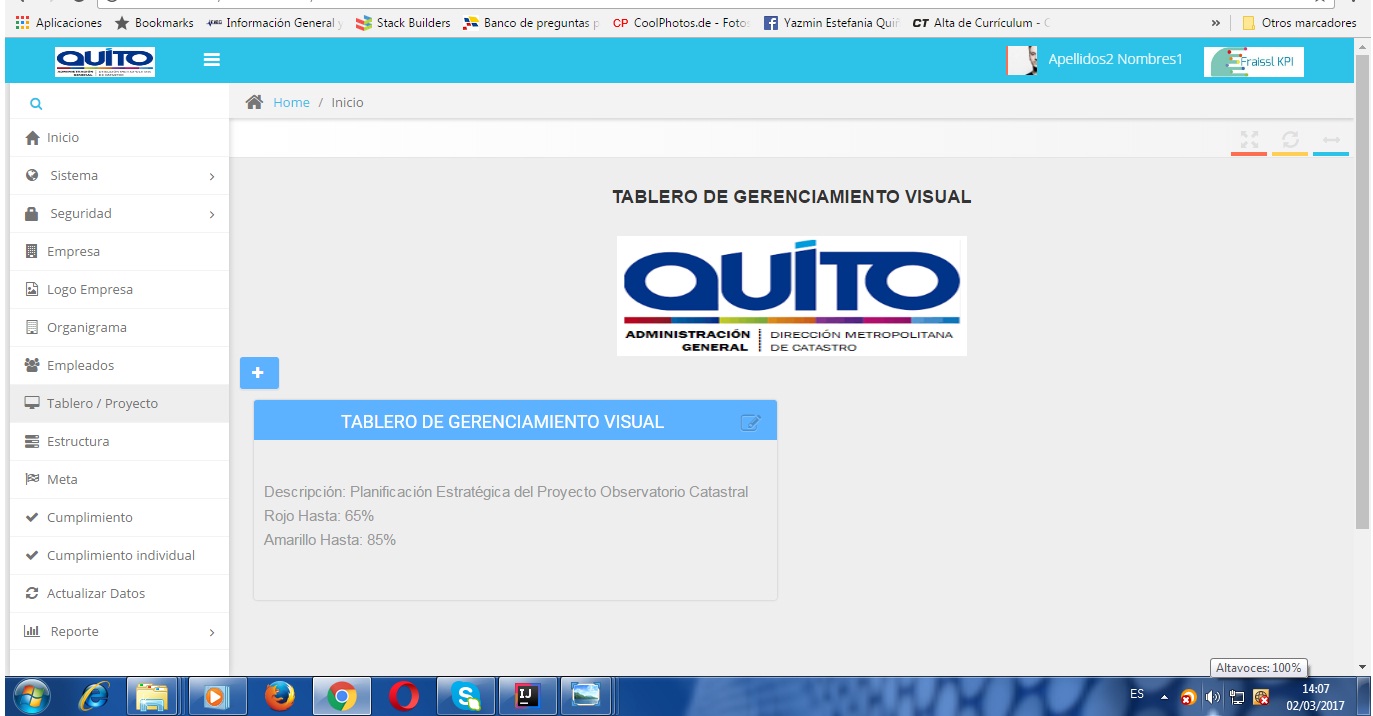 Aplicaciones Bookmarks Información General y Stack Builders Banco de preguntas p CP CoolPhotos.de - Fotos Yazmin Estefania Quiñ CT Alta de Currículum - C » Otros marcadores
QUITO
ADMINISTRACIÓN GENERAL
Apellidos2 Nombres1
Fraissl KPI
Home / Inicio
Inicio
Sistema
Seguridad
Empresa
Logo Empresa
Organigrama
Empleados
Tablero / Proyecto
Estructura
Meta
Cumplimiento
Cumplimiento individual
Actualizar Datos
Reporte
TABLERO DE GERENCIAMIENTO VISUAL
QUITO
ADMINISTRACIÓN DIRECCIÓN METROPOLITANA
GENERAL DE CATASTRO
+
TABLERO DE GERENCIAMIENTO VISUAL
Descripción: Planificación Estratégica del Proyecto Observatorio Catastral
Rojo Hasta: 65%
Amarillo Hasta: 85%
Altavoces: 100%
ES
14:07
02/03/2017